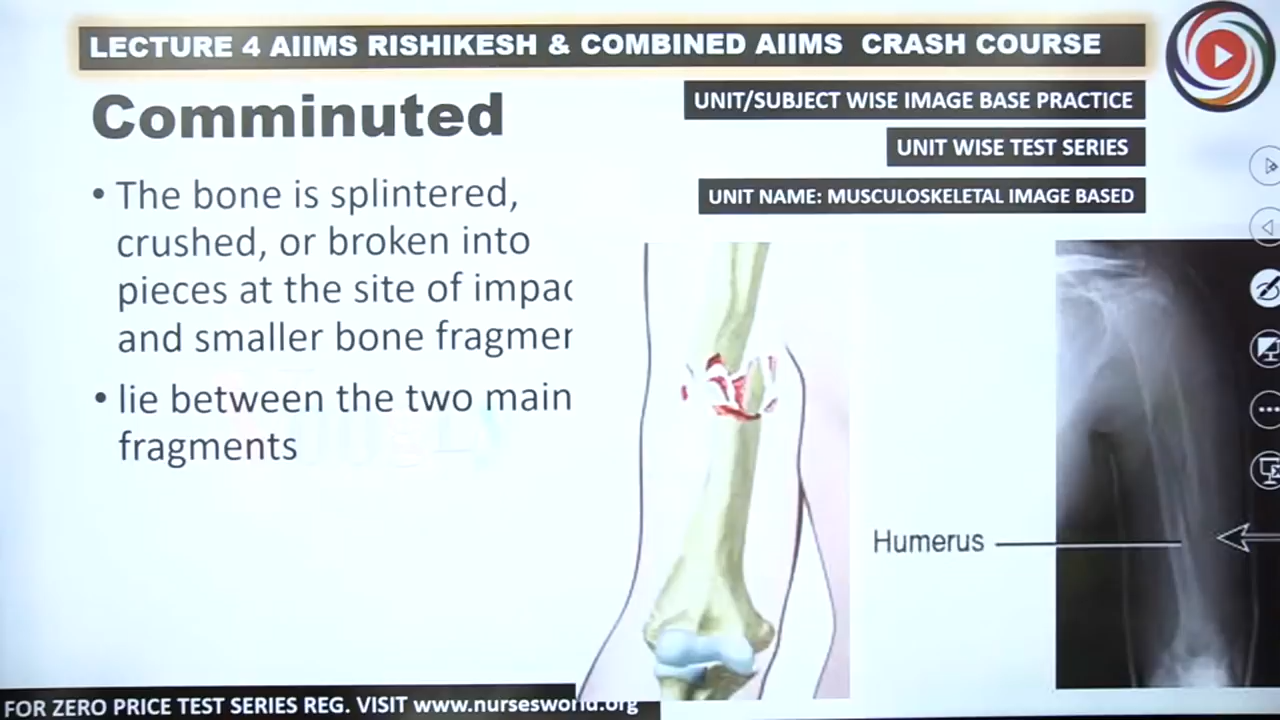 LECTURE 4 AIIMS RISHIKESH & COMBINED AIIMS CRASH COURSE
Comminuted
UNIT/SUBJECT WISE IMAGE BASE PRACTICE
UNIT WISE TEST SERIES
UNIT NAME: MUSCULOSKELETAL IMAGE BASED
• The bone is splintered,
crushed, or broken into
pieces at the site of impac
and smaller bone fragmen
• lie between the two main
fragments
Humerus
FOR ZERO PRICE TEST SERIES REG. VISIT www.nursesworld.org